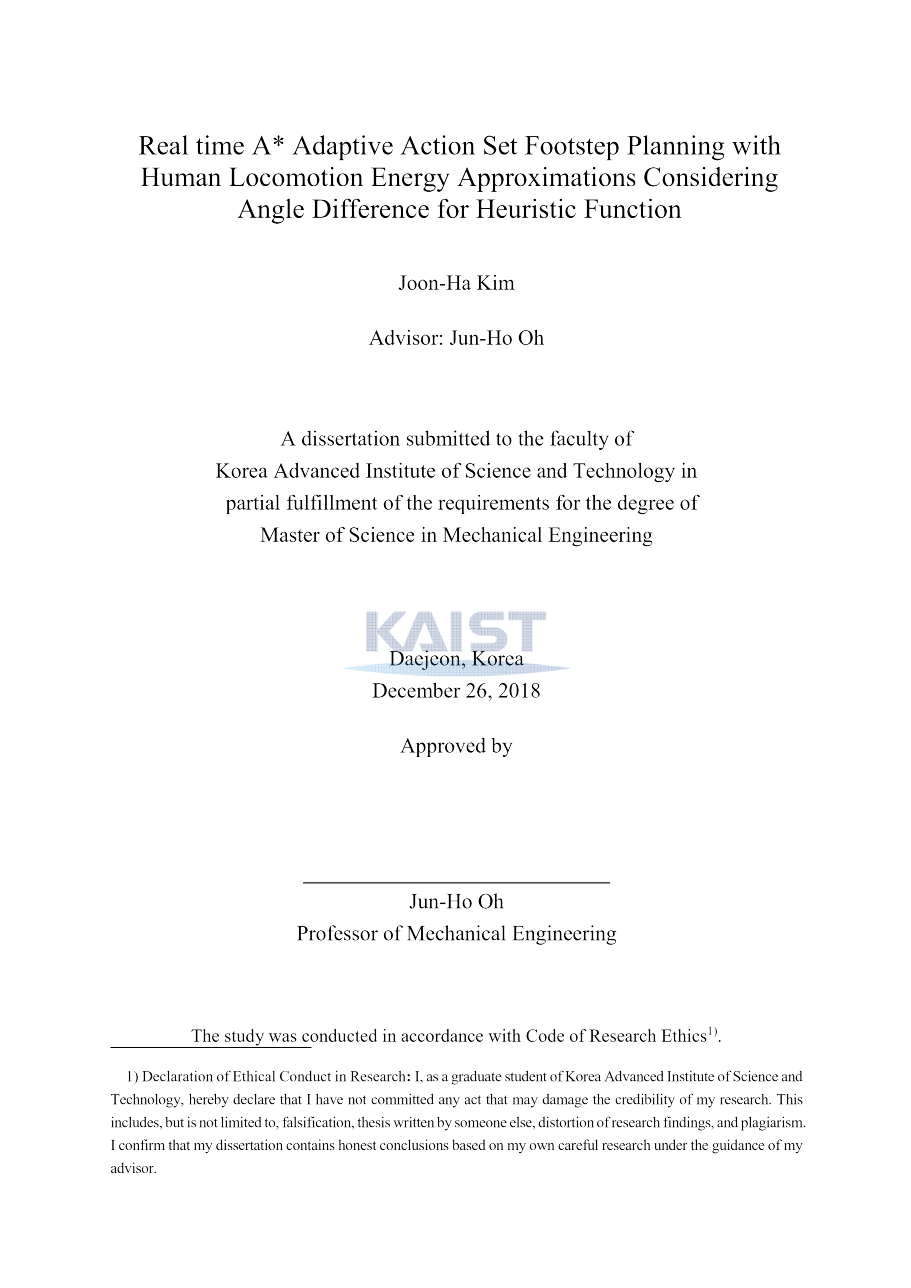 Real time A* Adaptive Action Set Footstep Planning with
Human Locomotion Energy Approximations Considering
Angle Difference for Heuristic Function
Joon-Ha Kim
Advisor: Jun-Ho Oh
A dissertation submitted to the faculty of
Korea Advanced Institute of Science and Technology in
partial fulfillment of the requirements for the degree of
Master of Science in Mechanical Engineering
KAIST
Daejeon, Korea
December 26, 2018
Approved by
Jun-Ho Oh
Professor of Mechanical Engineering
The study was conducted in accordance with Code of Research Ethics1).
1) Declaration of Ethical Conduct in Research: I, as a graduate student of Korea Advanced Institute of Science and
Technology, hereby declare that I have not committed any act that may damage the credibility of my research. This
includes, but is not limited to, falsification, thesis written by someone else, distortion of research findings, and plagiarism.
I confirm that my dissertation contains honest conclusions based on my own careful research under the guidance of my
advisor.